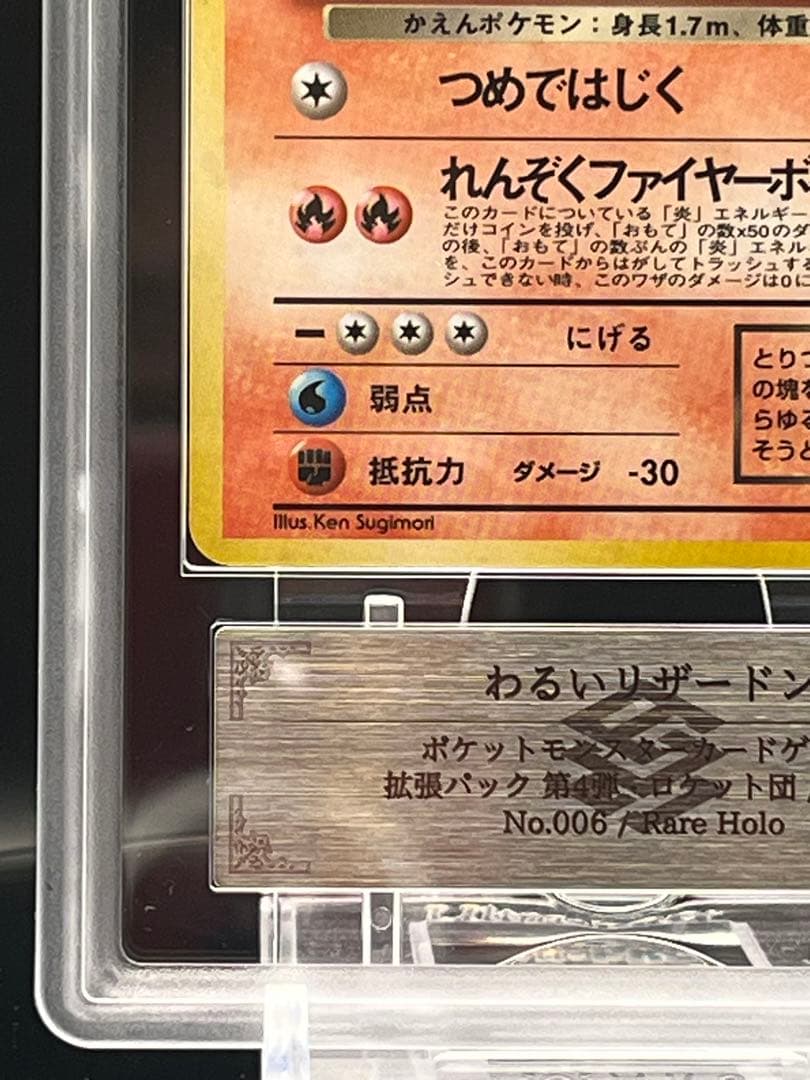 かえんポケモン：身長1.7m、体重
つめではじく
れんぞくファイヤーボ
このカードについている「炎」エネルギー
だけコインを投げ、「おもて」の数x50のダ
の後、「おもて」の数ぶんの「炎」エネル
を、このカードからはがしてトラッシュする
シュできない時、このワザのダメージは0に
にげる
弱点
抵抗力 ダメージ -30
とりつ
の塊を
らゆる
そうと
Illus. Ken Sugimori
わるいリザードン
ポケットモンスターカードゲ
拡張パック 第4弾 ロケット団
No.006 / Rare Holo